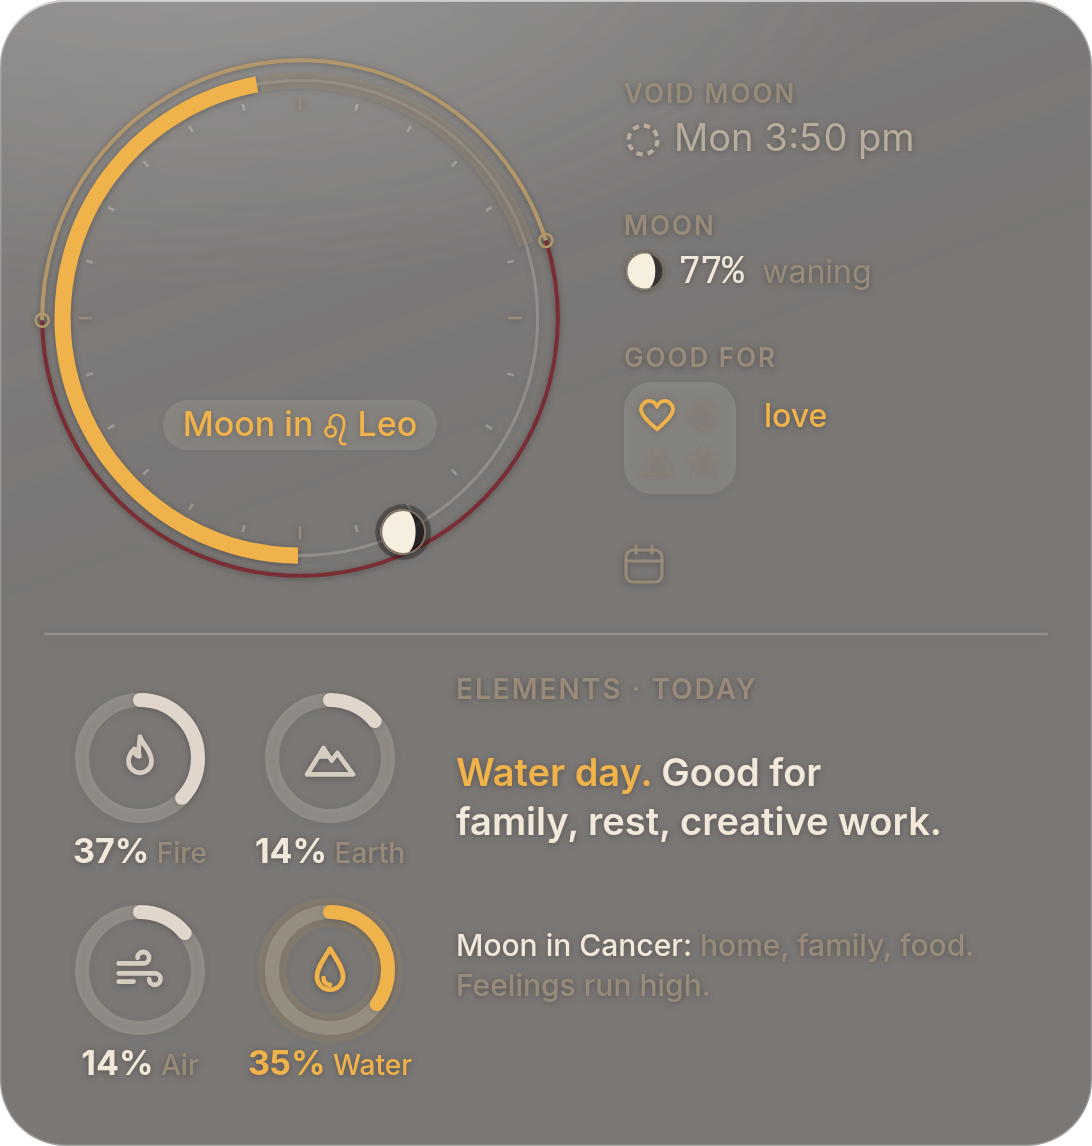 VOID MOON
Mon 3:50 pm
MOON
77% waning
GOOD FOR
love
Moon in ♌ Leo
ELEMENTS · TODAY
Water day. Good for
family, rest, creative work.
37% Fire
14% Earth
Moon in Cancer: home, family, food.
Feelings run high.
14% Air
35% Water